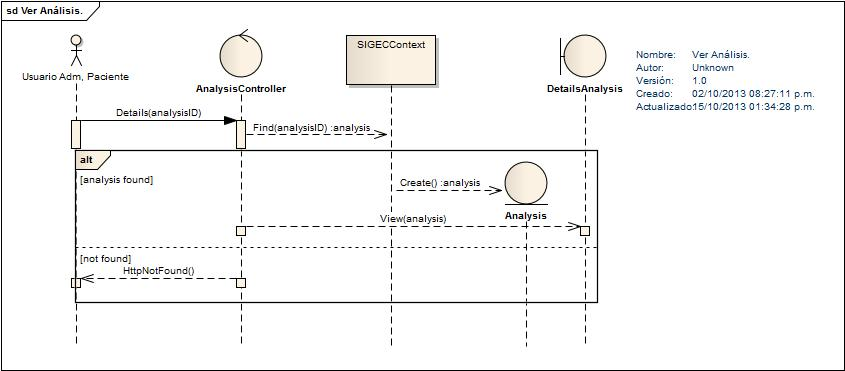 sd Ver Análisis.
Usuario Adm, Paciente
AnalysisController
SIGECContext
DetailsAnalysis
Nombre: Ver Análisis.
Autor: Unknown
Versión: 1.0
Creado: 02/10/2013 08:27:11 p.m.
Actualizado:15/10/2013 01:34:28 p.m.
Details(analysisID)
Find(analysisID) :analysis
alt
[analysis found]
Create() :analysis
Analysis
View(analysis)
[not found]
HttpNotFound()